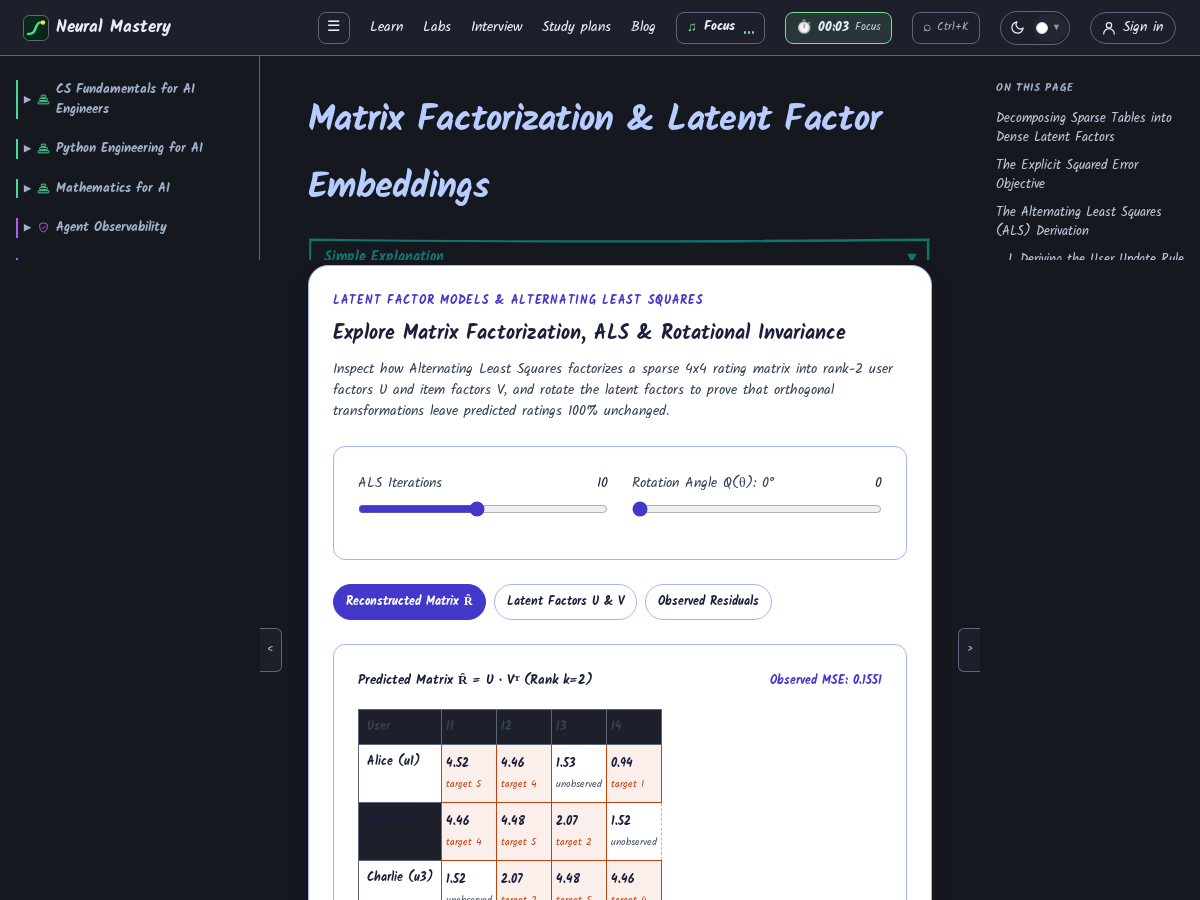 Neural Mastery
☰
Learn
Labs
Interview
Study plans
Blog
♫ Focus ...
00:03 Focus
Ctrl+K
Sign in
CS Fundamentals for AI
Engineers
Python Engineering for AI
Mathematics for AI
Agent Observability
Matrix Factorization & Latent Factor
Embeddings
Simple Explanation
ON THIS PAGE
Decomposing Sparse Tables into
Dense Latent Factors
The Explicit Squared Error
Objective
The Alternating Least Squares
(ALS) Derivation
1. Deriving the User Update Rule
LATENT FACTOR MODELS & ALTERNATING LEAST SQUARES
Explore Matrix Factorization, ALS & Rotational Invariance
Inspect how Alternating Least Squares factorizes a sparse 4x4 rating matrix into rank-2 user
factors U and item factors V, and rotate the latent factors to prove that orthogonal
transformations leave predicted ratings 100% unchanged.
ALS Iterations 10
Rotation Angle Q(θ): 0° 0
Reconstructed Matrix R̂
Latent Factors U & V
Observed Residuals
<
>
Predicted Matrix R̂ = U · Vᵀ (Rank k=2)
Observed MSE: 0.1551
User I1 I2 I3 I4
Alice (u1) 4.52 4.46 1.53 0.94
target 5 target 4 unobserved target 1
4.46 4.48 2.07 1.52
target 4 target 5 target 2 unobserved
Charlie (u3) 1.52 2.07 4.48 4.46
unobserved target 2 target 5 target 4